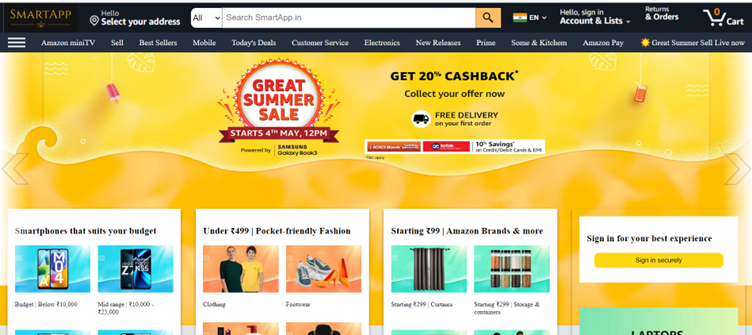 SMARTAPP
Hello
Select your address
All
Search SmartApp.in
EN
Hello, sign in
Account & Lists
Returns
& Orders
0
Cart
Amazon miniTV
Sell
Best Sellers
Mobile
Today's Deals
Customer Service
Electronics
New Releases
Prime
Some & Kitchem
Amazon Pay
Great Summer Sell Live now
GREAT
SUMMER
SALE
STARTS 4TH MAY, 12PM
Powered by
SAMSUNG
Galaxy Book3
GET 20% CASHBACK*
Collect your offer now
FREE DELIVERY
on your first order
ICICI Bank
kotak
10% Savings*
on Credit/Debit Cards & EMI
Smartphones that suits your budget
Budget | Below ₹10,000
Mid range | ₹10,000 -
₹25,000
Under ₹499 | Pocket-friendly Fashion
Clothing
Footwear
Starting ₹99 | Amazon Brands & more
Starting ₹299 | Curtains
Starting ₹299 | Storage &
containers
Sign in for your best experience
Sign in securely
LAPTOPS